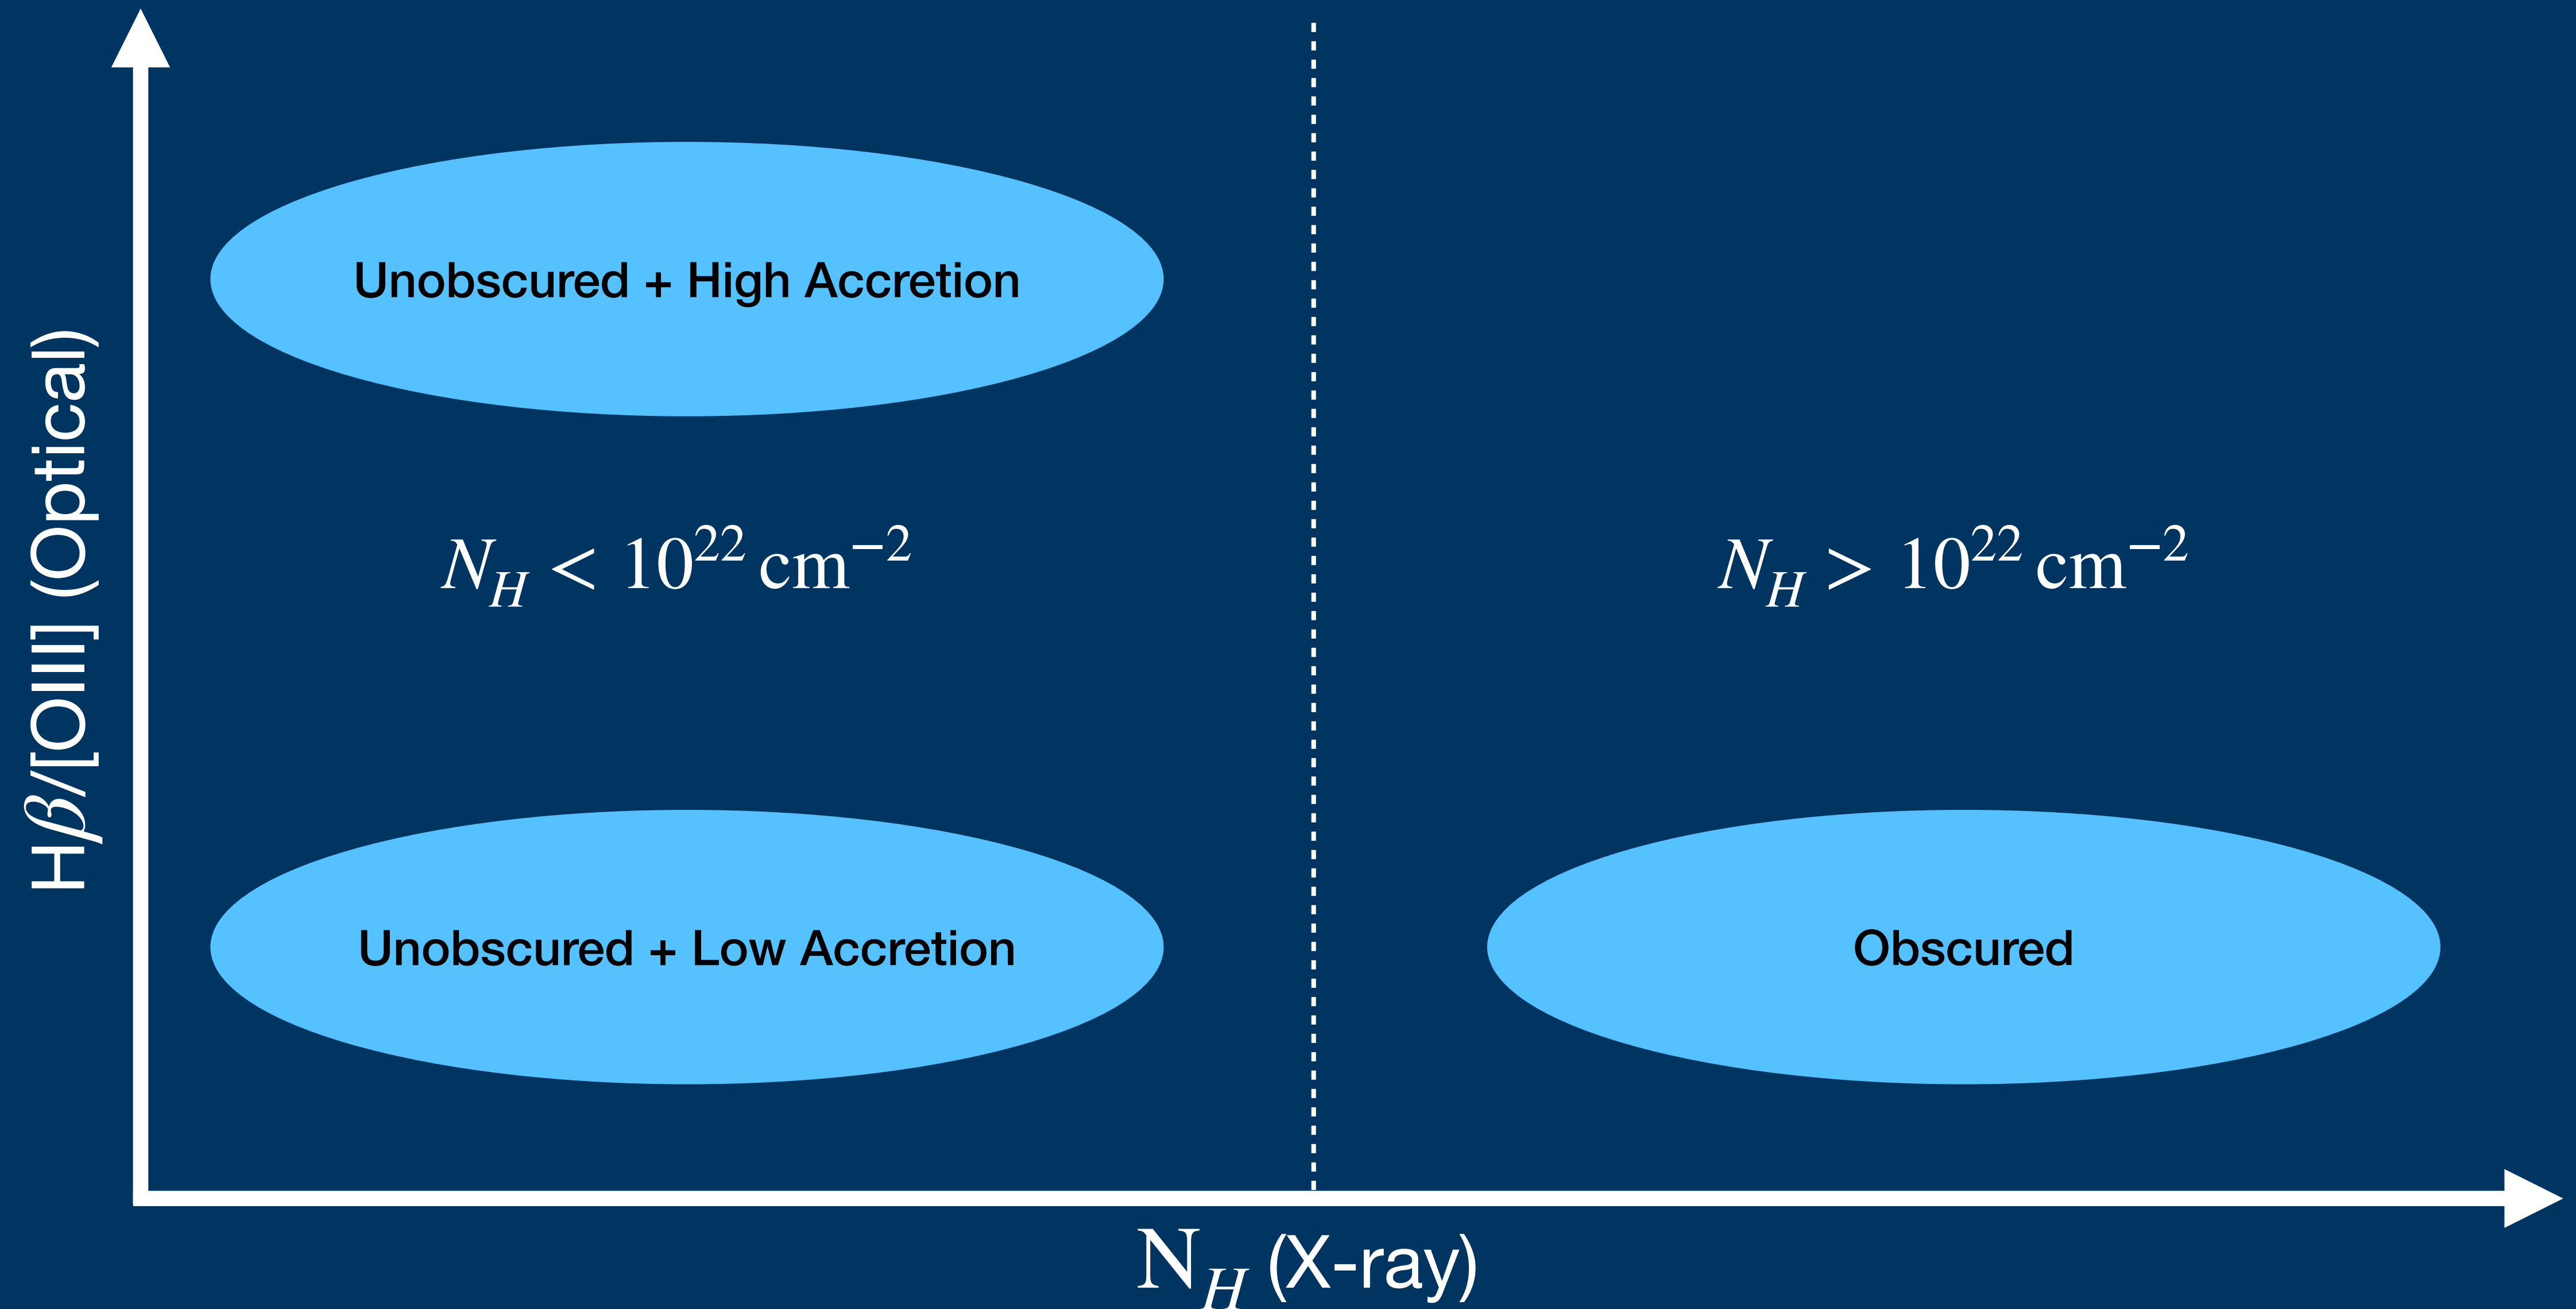 Hβ/[OIII] (Optical)
Unobscured + High Accretion
N_H < 10^22 cm^−2
N_H > 10^22 cm^−2
Unobscured + Low Accretion
Obscured
N_H (X-ray)